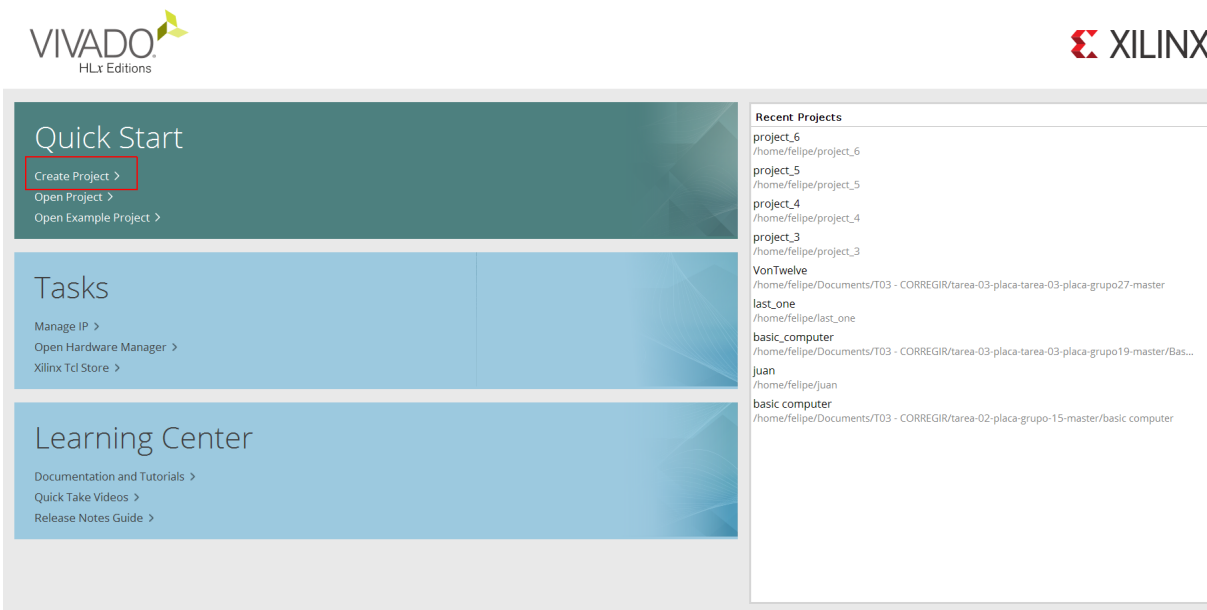 VIVADO
HLx Editions
XILINX
Quick Start
Create Project >
Open Project >
Open Example Project >
Tasks
Manage IP >
Open Hardware Manager >
Xilinx Tcl Store >
Learning Center
Documentation and Tutorials >
Quick Take Videos >
Release Notes Guide >
Recent Projects
project_6
/home/felipe/project_6
project_5
/home/felipe/project_5
project_4
/home/felipe/project_4
project_3
/home/felipe/project_3
VonTwelve
/home/felipe/Documents/T03 - CORREGIR/tarea-03-placa-tarea-03-placa-grupo27-master
last_one
/home/felipe/last_one
basic_computer
/home/felipe/Documents/T03 - CORREGIR/tarea-03-placa-tarea-03-placa-grupo19-master/Bas...
juan
/home/felipe/juan
basic computer
/home/felipe/Documents/T03 - CORREGIR/tarea-02-placa-grupo-15-master/basic computer